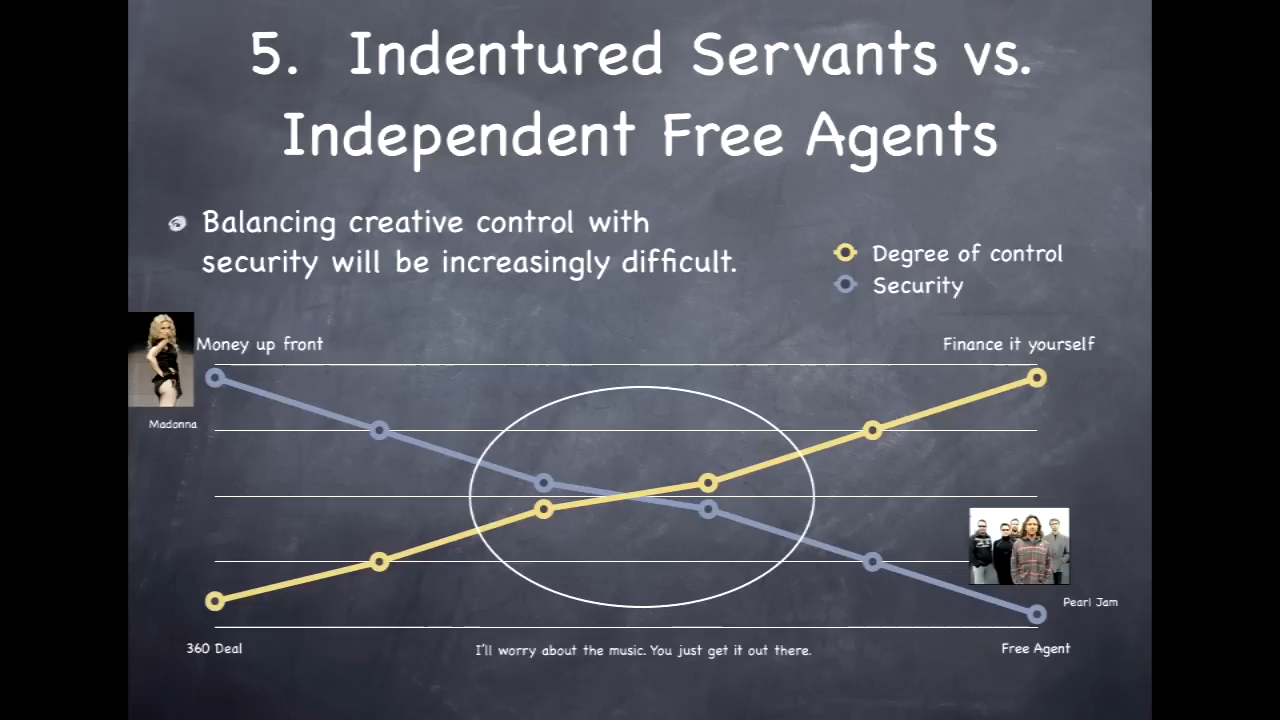 5. Indentured Servants vs.
Independent Free Agents
Balancing creative control with
security will be increasingly difficult.
Degree of control
Security
Money up front
Finance it yourself
Madonna
Pearl Jam
360 Deal
I'll worry about the music. You just get it out there.
Free Agent